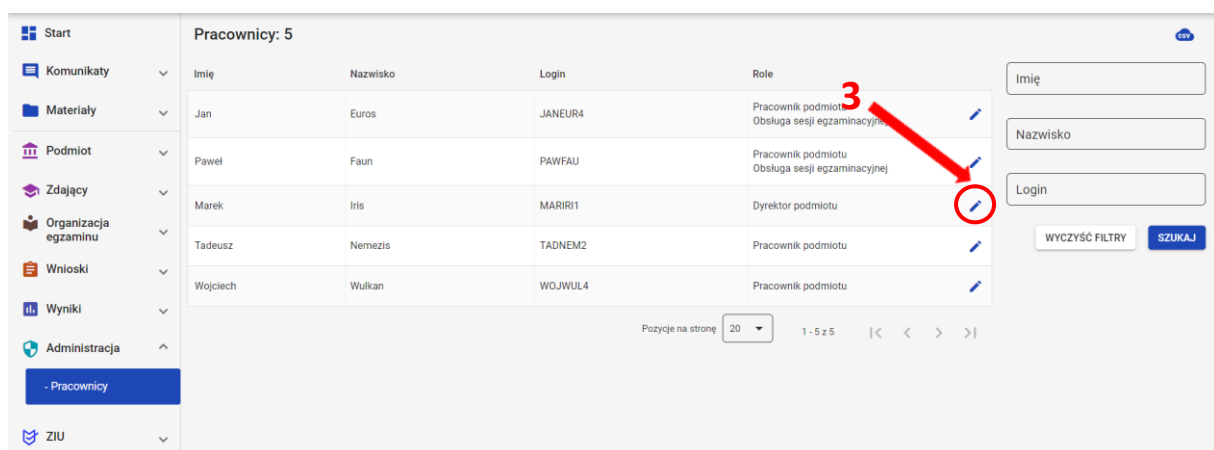 Start
Komunikaty
Materiały
Podmiot
Zdający
Organizacja
egzaminu
Wnioski
Wyniki
Administracja
- Pracownicy
ZIU
Pracownicy: 5
CSV
Imię Nazwisko Login Role
3
Jan Euros JANEUR4 Pracownik podmiotu
Obsługa sesji egzaminacyjnej
Paweł Faun PAWFAU Pracownik podmiotu
Obsługa sesji egzaminacyjnej
Marek Iris MARIRI1 Dyrektor podmiotu
Tadeusz Nemezis TADNEM2 Pracownik podmiotu
Wojciech Wulkan WOJWUL4 Pracownik podmiotu
Pozycje na stronę 20 1 - 5 z 5
Imię
Nazwisko
Login
WYCZYŚĆ FILTRY SZUKAJ